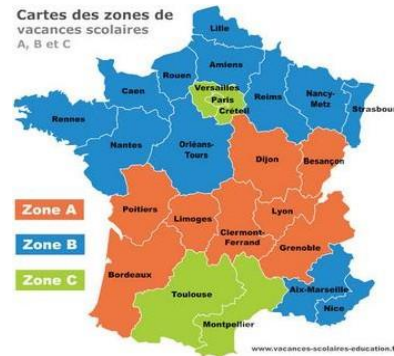 Cartes des zones de
vacances scolaires
A, B et C
Lille
Amiens
Rouen
Versailles
Paris
Créteil
Caen
Reims
Nancy-
Metz
Strasbourg
Rennes
Nantes
Orléans-
Tours
Dijon
Besançon
Zone A
Zone B
Zone C
Poitiers
Limoges
Clermont-
Ferrand
Lyon
Grenoble
Bordeaux
Toulouse
Montpellier
Aix-Marseille
Nice
www.vacances-scolaires-education.f